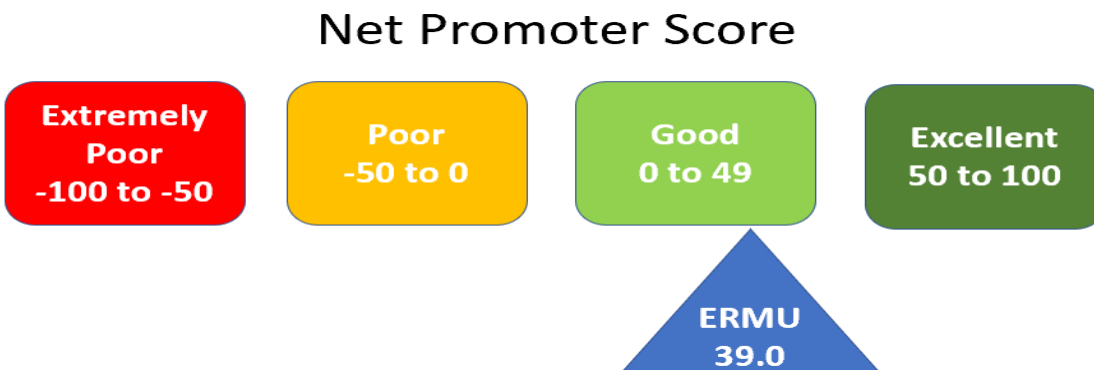 Net Promoter Score
Extremely
Poor
-100 to -50
Poor
-50 to 0
Good
0 to 49
Excellent
50 to 100
ERMU
39.0